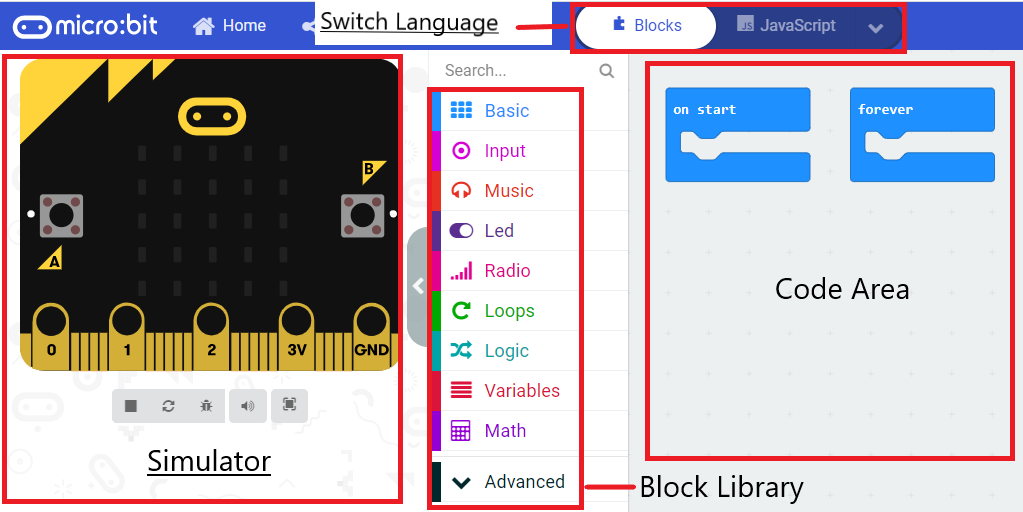 micro:bit
Home
Switch Language
Blocks
JS JavaScript
Search...
Basic
Input
Music
Led
Radio
Loops
Logic
Variables
Math
Advanced
B
A
0 1 2 3V GND
Simulator
on start
forever
Code Area
Block Library